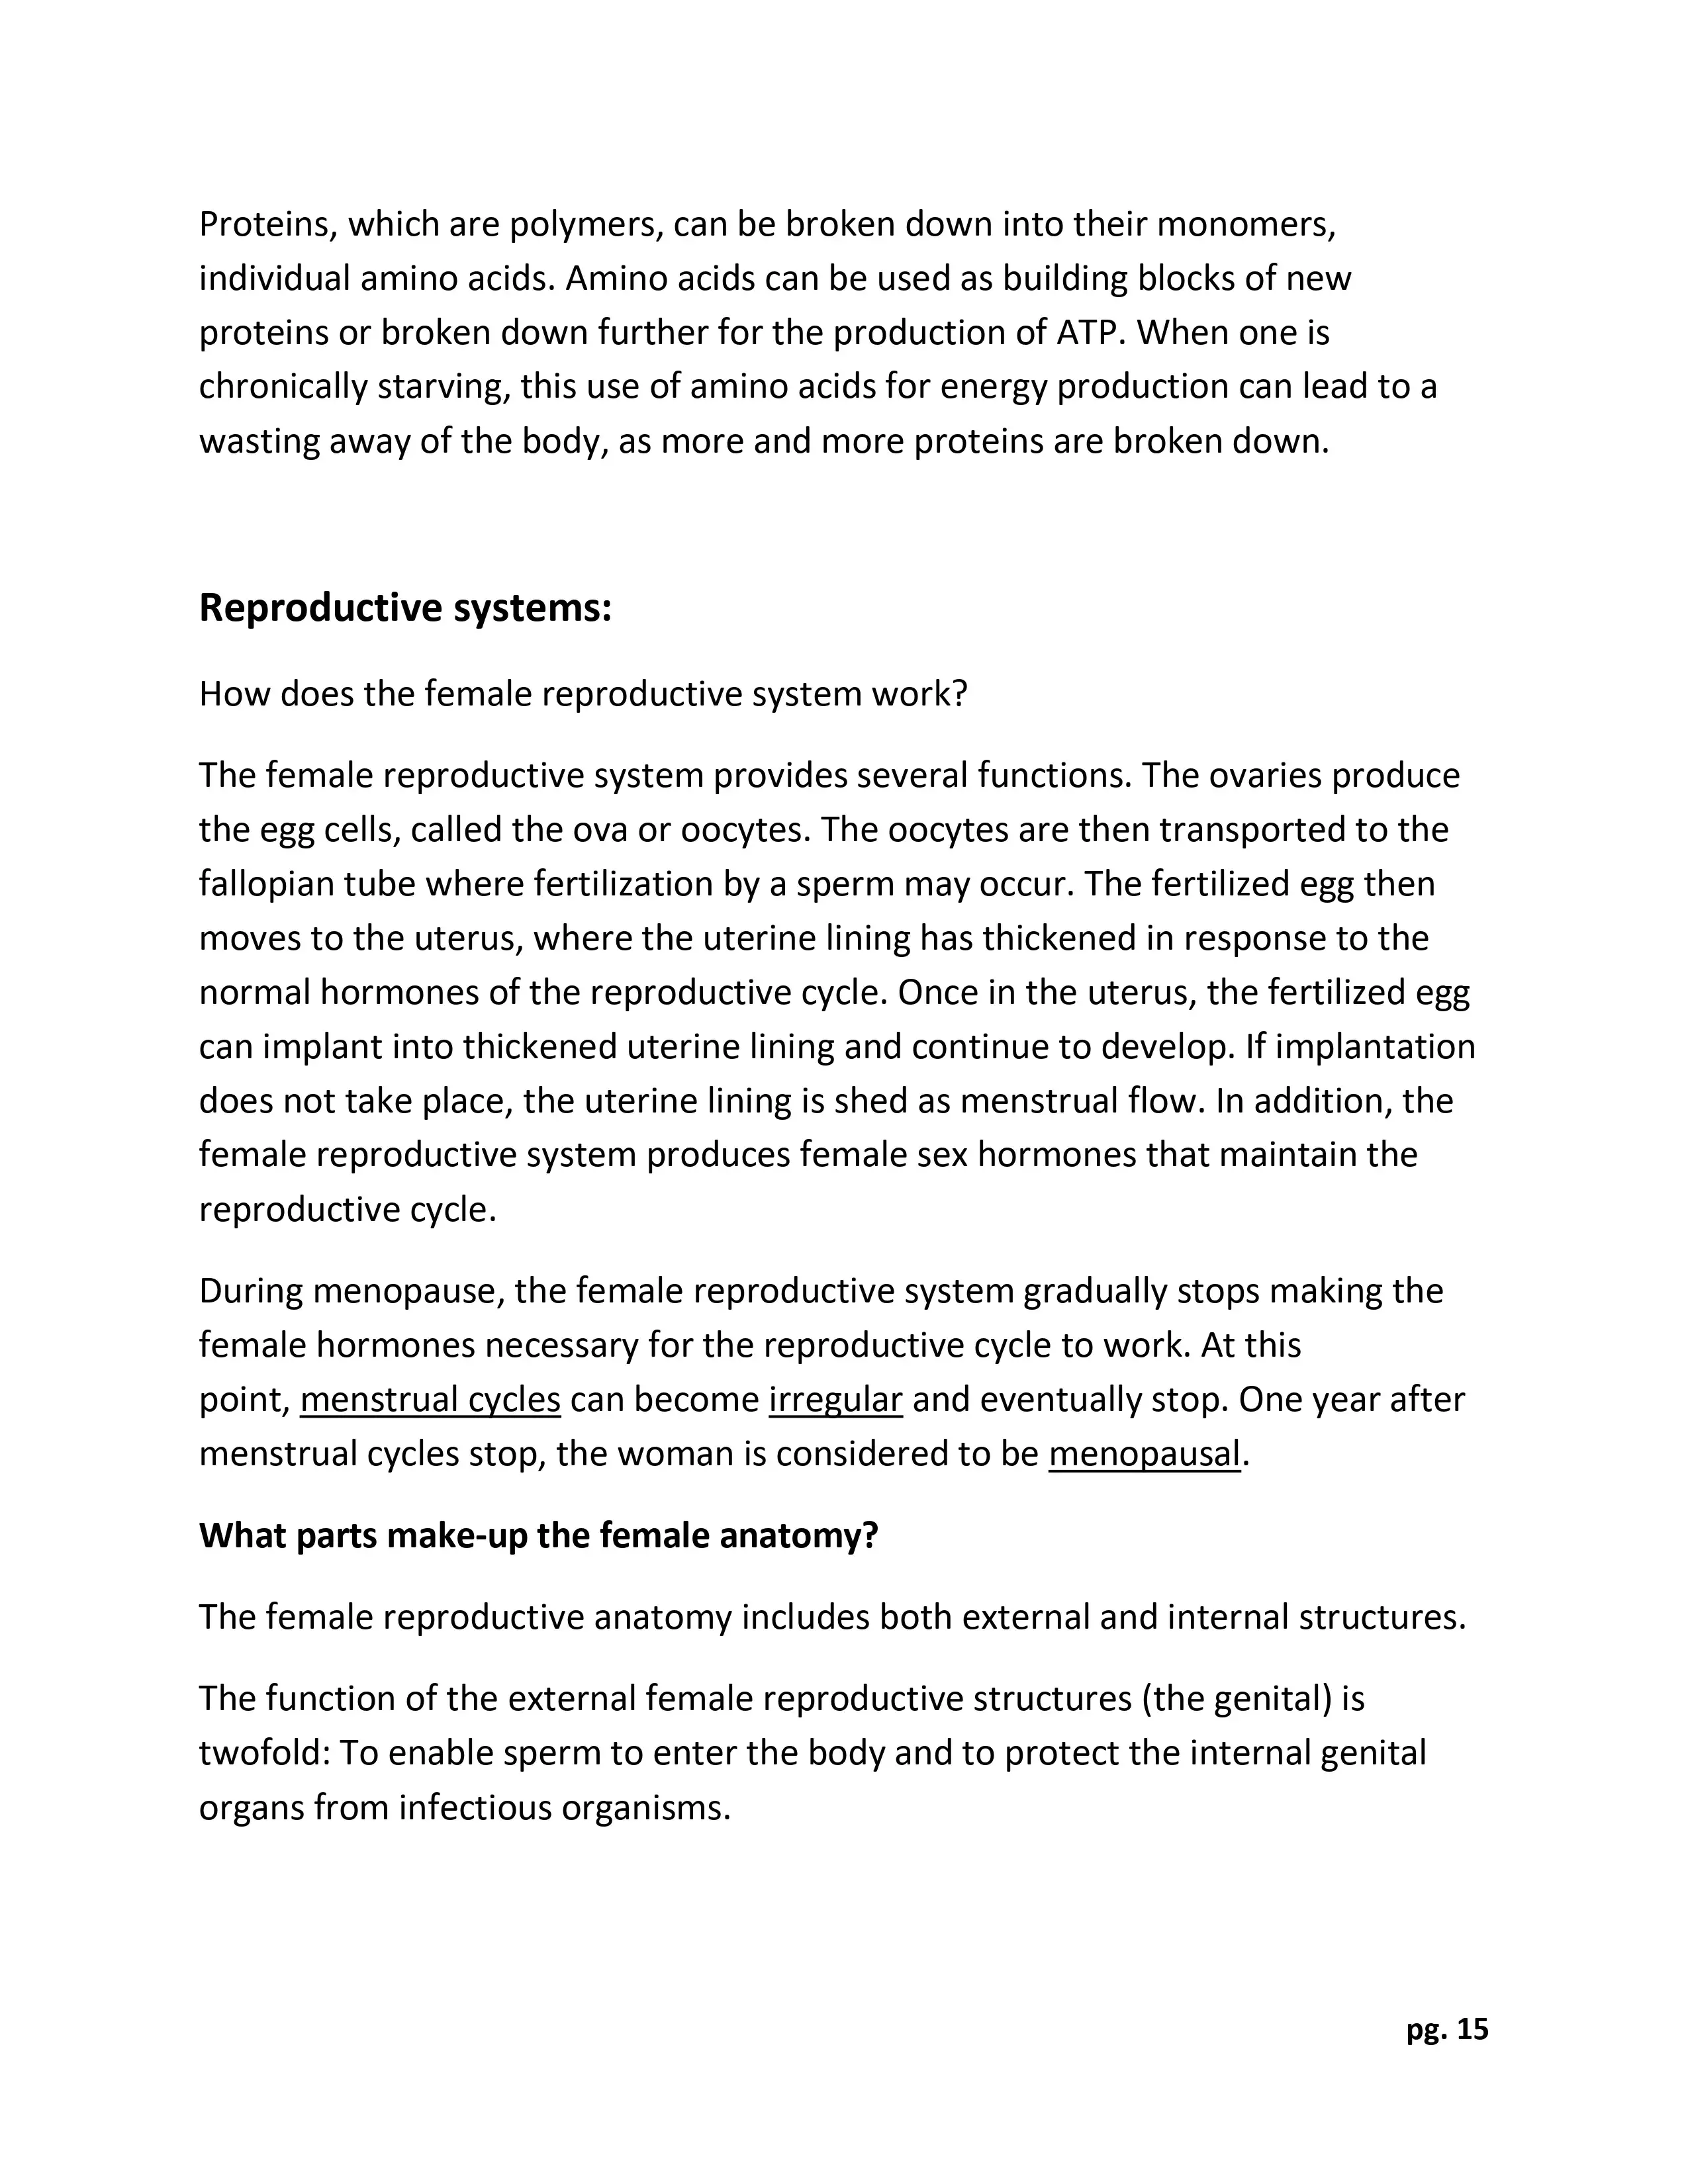 Proteins, which are polymers, can be broken down into their monomers,
individual amino acids. Amino acids can be used as building blocks of new
proteins or broken down further for the production of ATP. When one is
chronically starving, this use of amino acids for energy production can lead to a
wasting away of the body, as more and more proteins are broken down.
Reproductive systems:
How does the female reproductive system work?
The female reproductive system provides several functions. The ovaries produce
the egg cells, called the ova or oocytes. The oocytes are then transported to the
fallopian tube where fertilization by a sperm may occur. The fertilized egg then
moves to the uterus, where the uterine lining has thickened in response to the
normal hormones of the reproductive cycle. Once in the uterus, the fertilized egg
can implant into thickened uterine lining and continue to develop. If implantation
does not take place, the uterine lining is shed as menstrual flow. In addition, the
female reproductive system produces female sex hormones that maintain the
reproductive cycle.
During menopause, the female reproductive system gradually stops making the
female hormones necessary for the reproductive cycle to work. At this
point, menstrual cycles can become irregular and eventually stop. One year after
menstrual cycles stop, the woman is considered to be menopausal.
What parts make-up the female anatomy?
The female reproductive anatomy includes both external and internal structures.
The function of the external female reproductive structures (the genital) is
twofold: To enable sperm to enter the body and to protect the internal genital
organs from infectious organisms.
pg. 15